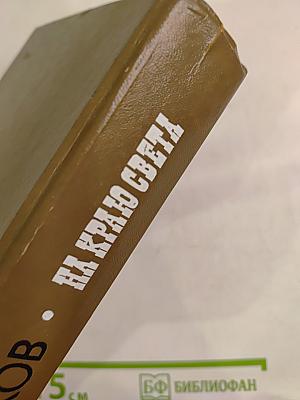 ОВ • НА КРАЮ СВЕТА
5 см
БФ БИБЛИОФАН